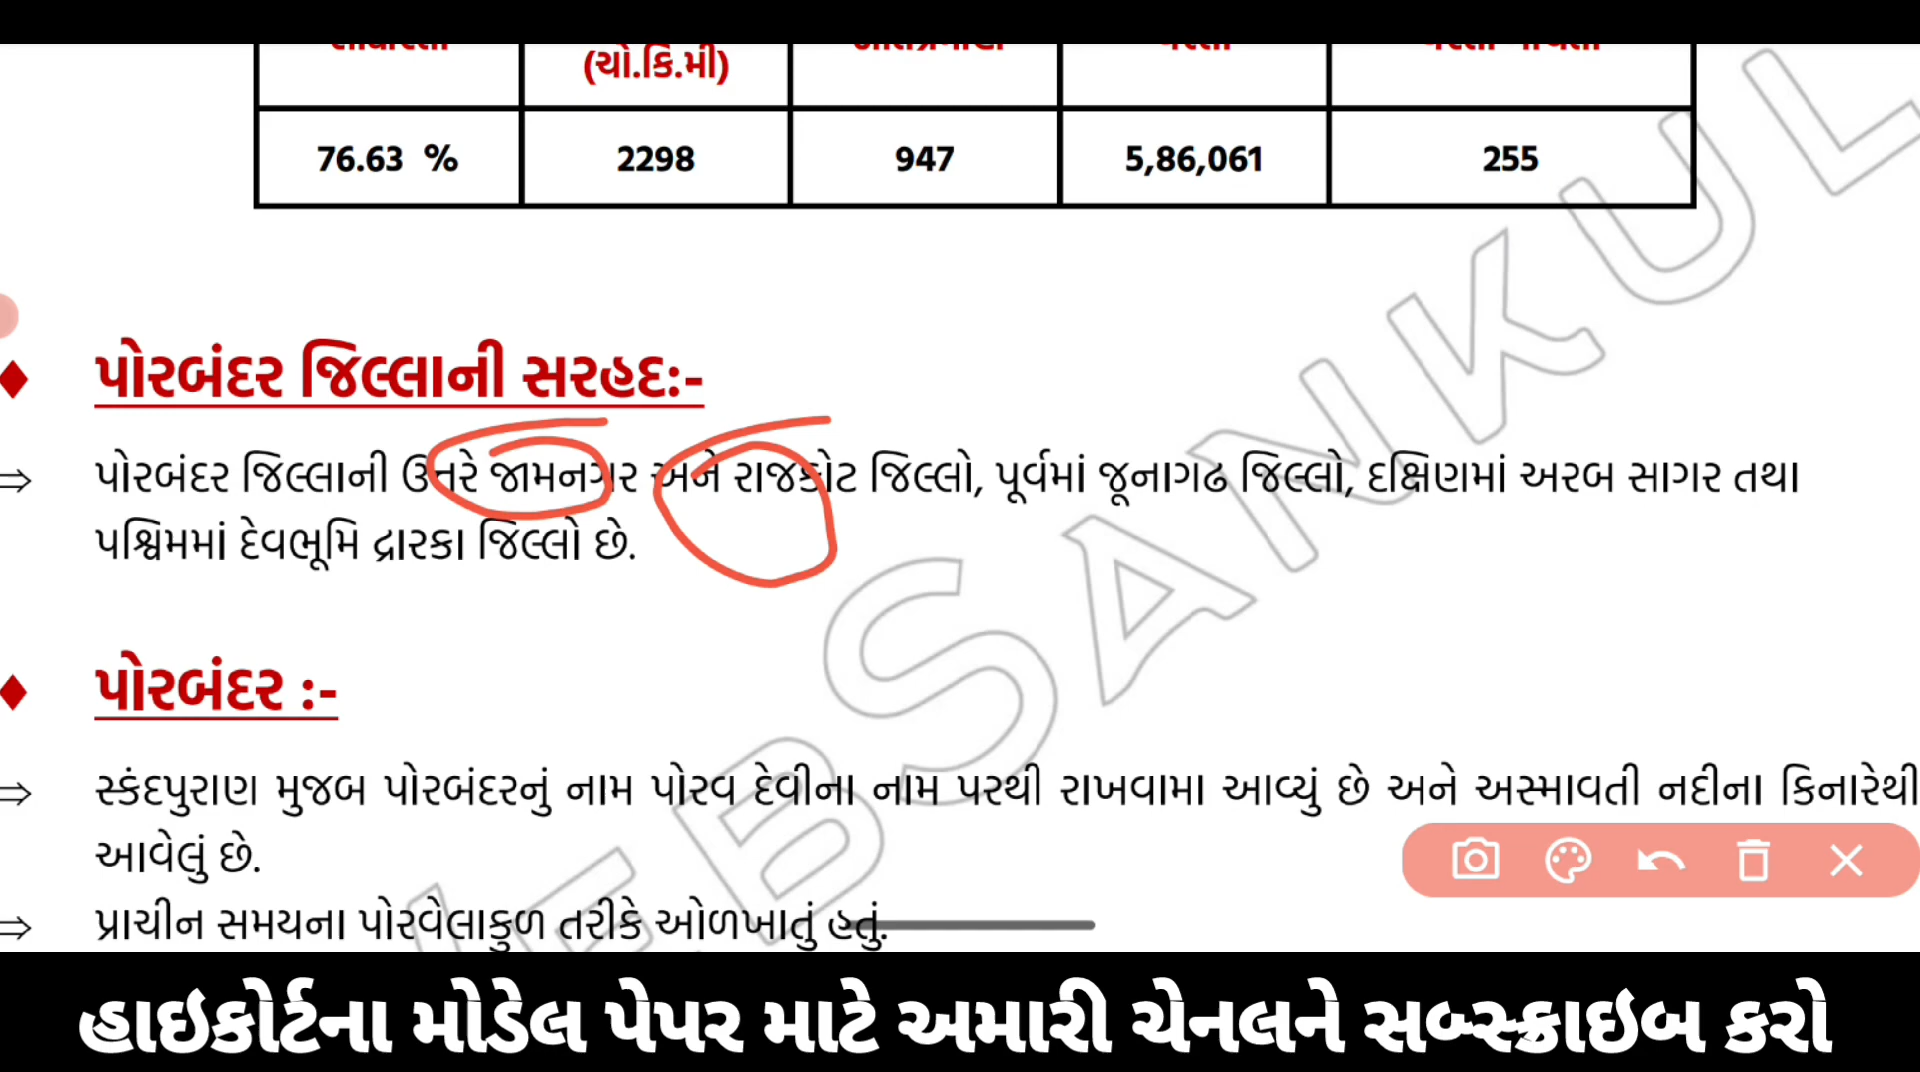 (ચો.કિ.મી)
76.63 % 2298 947 5,86,061 255
પોરબંદર જિલ્લાની સરહદ:-
⇒ પોરબંદર જિલ્લાની ઉત્તરે જામનગર અને રાજકોટ જિલ્લો, પૂર્વમાં જૂનાગઢ જિલ્લો, દક્ષિણમાં અરબ સાગર તથા
પશ્ચિમમાં દેવભૂમિ દ્વારકા જિલ્લો છે.
પોરબંદર :-
⇒ સ્કંદપુરાણ મુજબ પોરબંદરનું નામ પોરવ દેવીના નામ પરથી રાખવામા આવ્યું છે અને અસ્માવતી નદીના કિનારેથી
આવેલું છે.
⇒ પ્રાચીન સમયના પોરવેલાકુળ તરીકે ઓળખાતું હતું.
WEBSANKUL
હાઇકોર્ટના મોડેલ પેપર માટે અમારી ચેનલને સબ્સ્ક્રાઇબ કરો